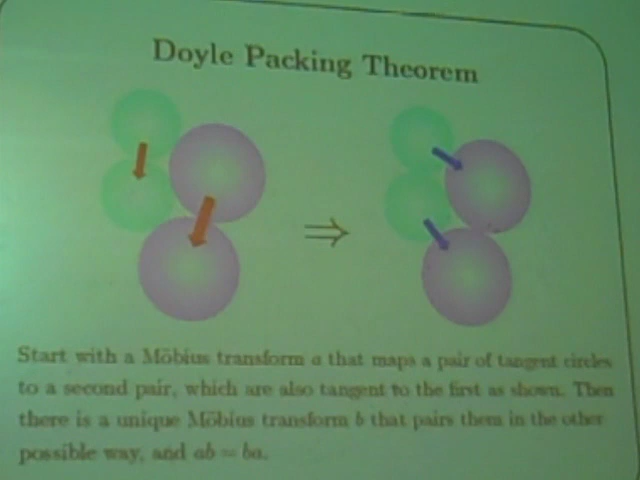 Doyle Packing Theorem
Start with a Möbius transform a that maps a pair of tangent circles
to a second pair, which are also tangent to the first as shown. Then
there is a unique Möbius transform b that pairs them in the other
possible way, and ab = ba.